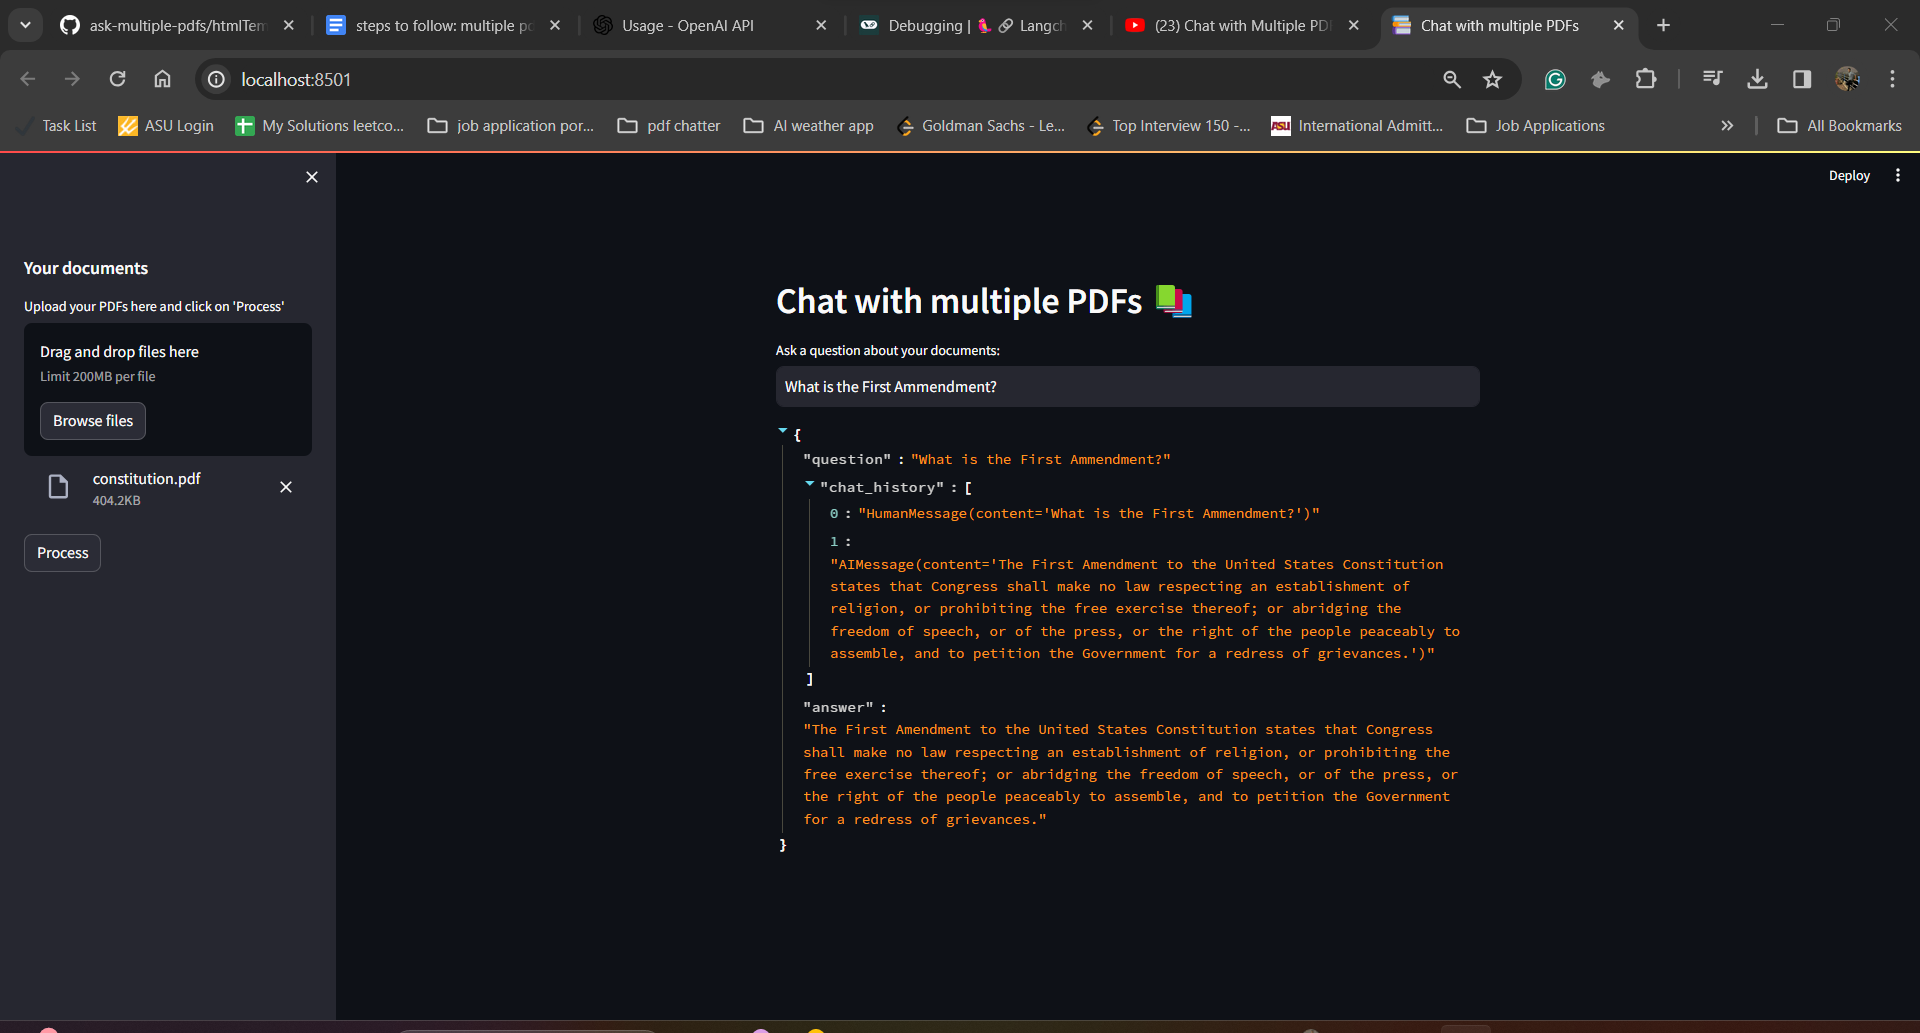 ask-multiple-pdfs/htmlTem
steps to follow: multiple pd
Usage - OpenAI API
Debugging | 🦜️🔗 Langch
(23) Chat with Multiple PDF
Chat with multiple PDFs
localhost:8501
Task List
ASU Login
My Solutions leetco...
job application por...
pdf chatter
AI weather app
Goldman Sachs - Le...
Top Interview 150 -...
ASU
International Admitt...
Job Applications
All Bookmarks
Deploy
Your documents
Upload your PDFs here and click on 'Process'
Drag and drop files here
Limit 200MB per file
Browse files
constitution.pdf
404.2KB
Process
Chat with multiple PDFs 📚
Ask a question about your documents:
What is the First Ammendment?
{
"question" : "What is the First Ammendment?"
"chat_history" : [
0 : "HumanMessage(content='What is the First Ammendment?')"
1 :
"AIMessage(content='The First Amendment to the United States Constitution
states that Congress shall make no law respecting an establishment of
religion, or prohibiting the free exercise thereof; or abridging the
freedom of speech, or of the press, or the right of the people peaceably to
assemble, and to petition the Government for a redress of grievances.')"
]
"answer" :
"The First Amendment to the United States Constitution states that Congress
shall make no law respecting an establishment of religion, or prohibiting the
free exercise thereof; or abridging the freedom of speech, or of the press, or
the right of the people peaceably to assemble, and to petition the Government
for a redress of grievances."
}